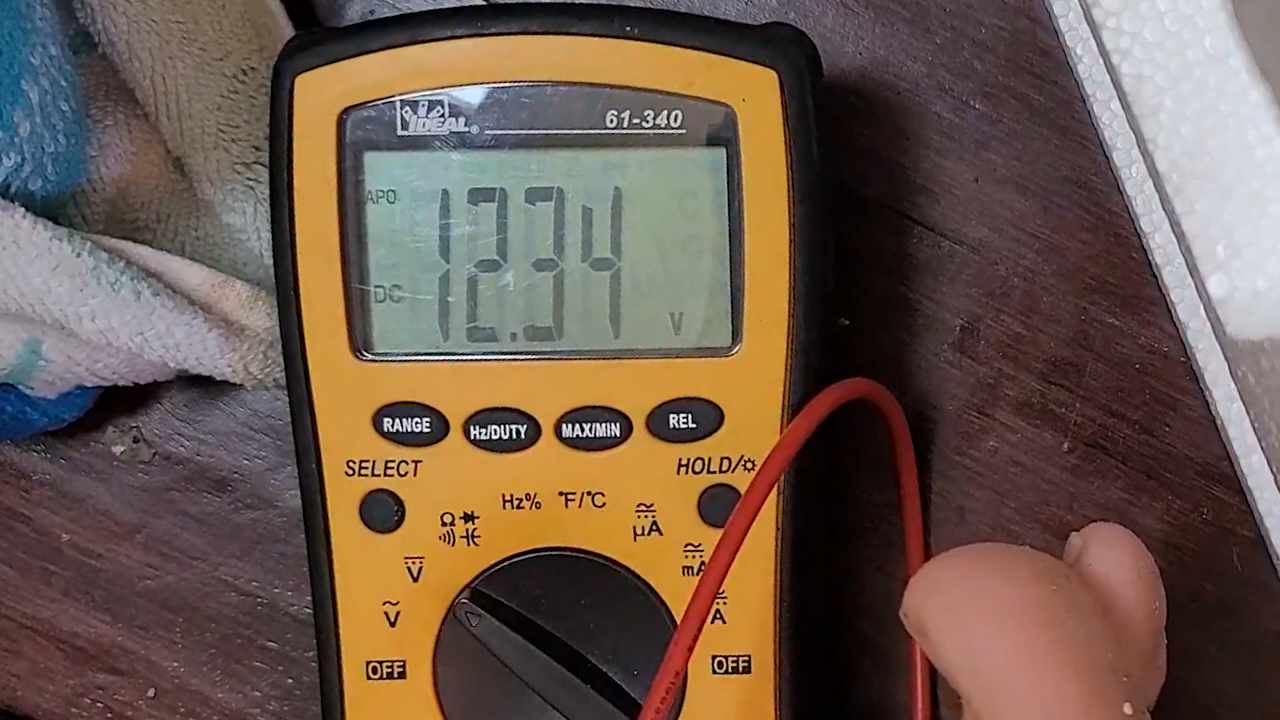 IDEAL® 61-340
APO
12.34
DC V
RANGE Hz/DUTY MAX/MIN REL
SELECT HOLD/☼
Hz% °F/°C
Ω
µA
V mA
V A
OFF OFF